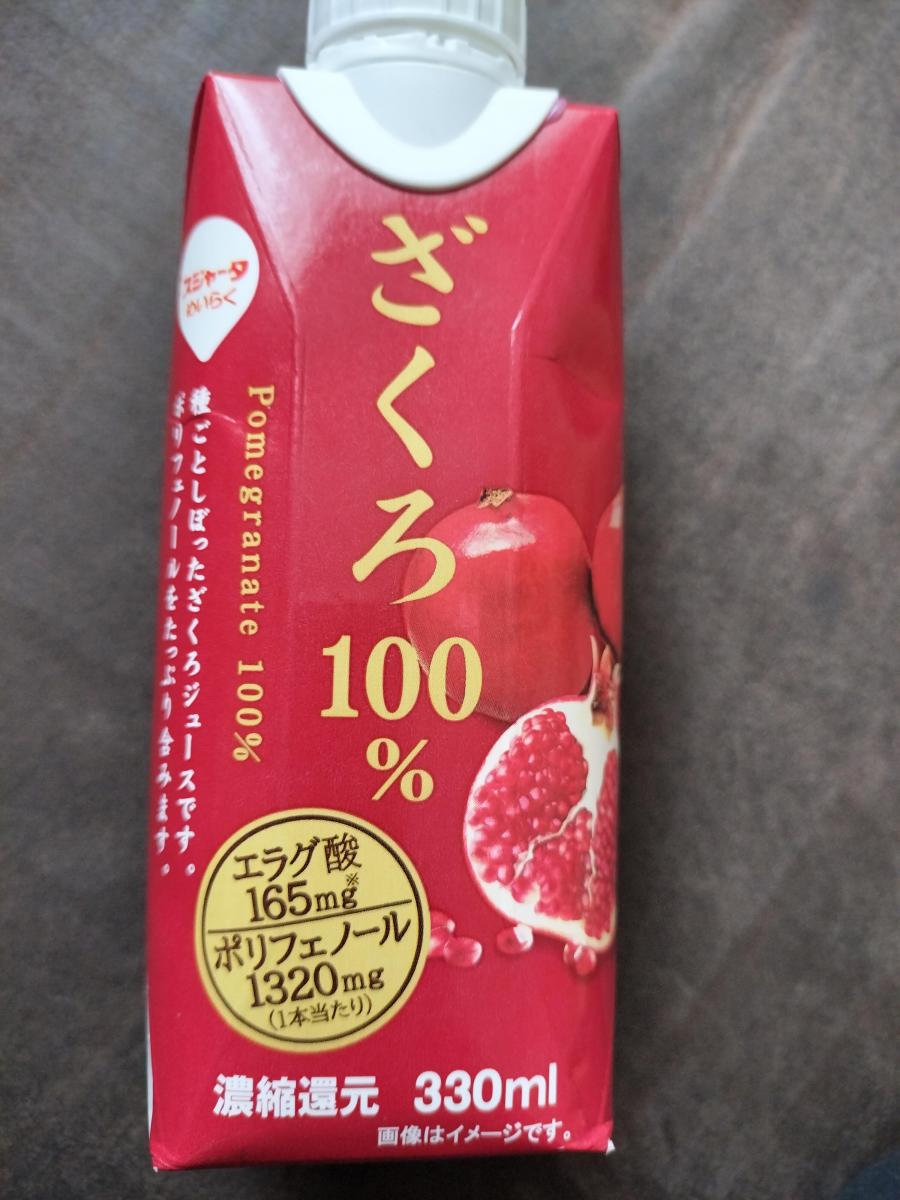 ざくろ
100
%
スジャータ
めいらく
Pomegranate 100%
種ごとしぼったざくろジュースです。
ポリフェノールをたっぷり含みます。
エラグ酸
165mg※
ポリフェノール
1320mg
(1本当たり)
濃縮還元 330ml
画像はイメージです。